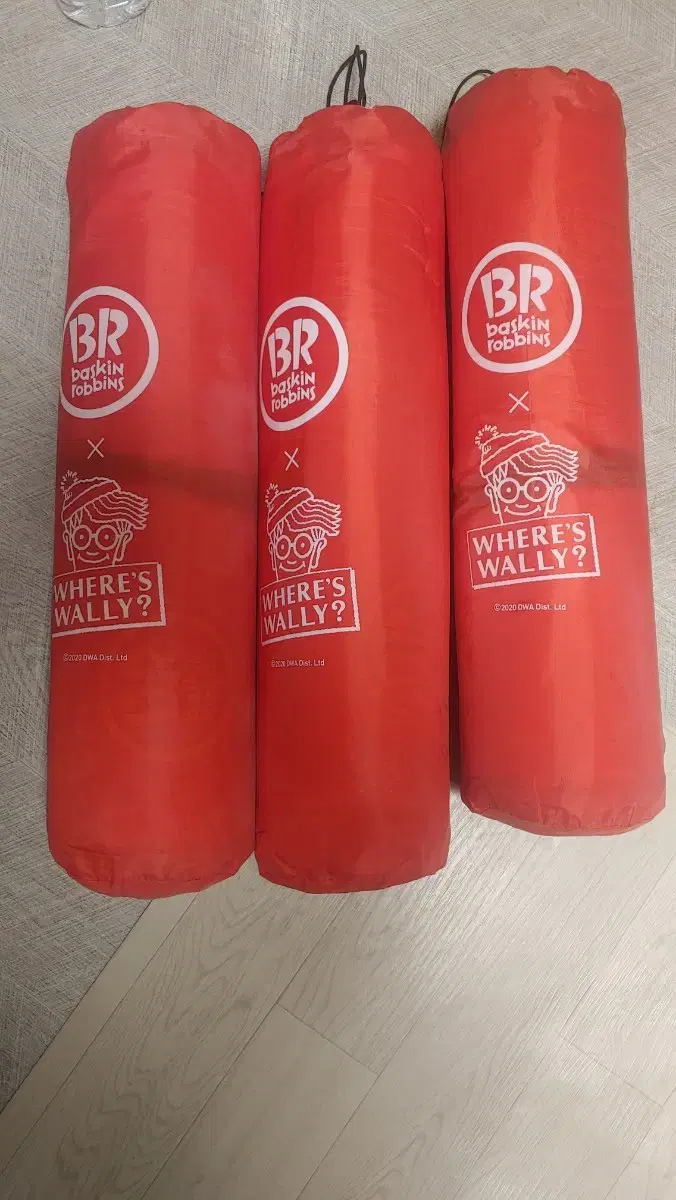 BR
baskin
robbins
×
WHERE'S
WALLY?
©2020 DWA Dist. Ltd
BR
baskin
robbins
×
WHERE'S
WALLY?
©2020 DWA Dist. Ltd
BR
baskin
robbins
×
WHERE'S
WALLY?
©2020 DWA Dist. Ltd